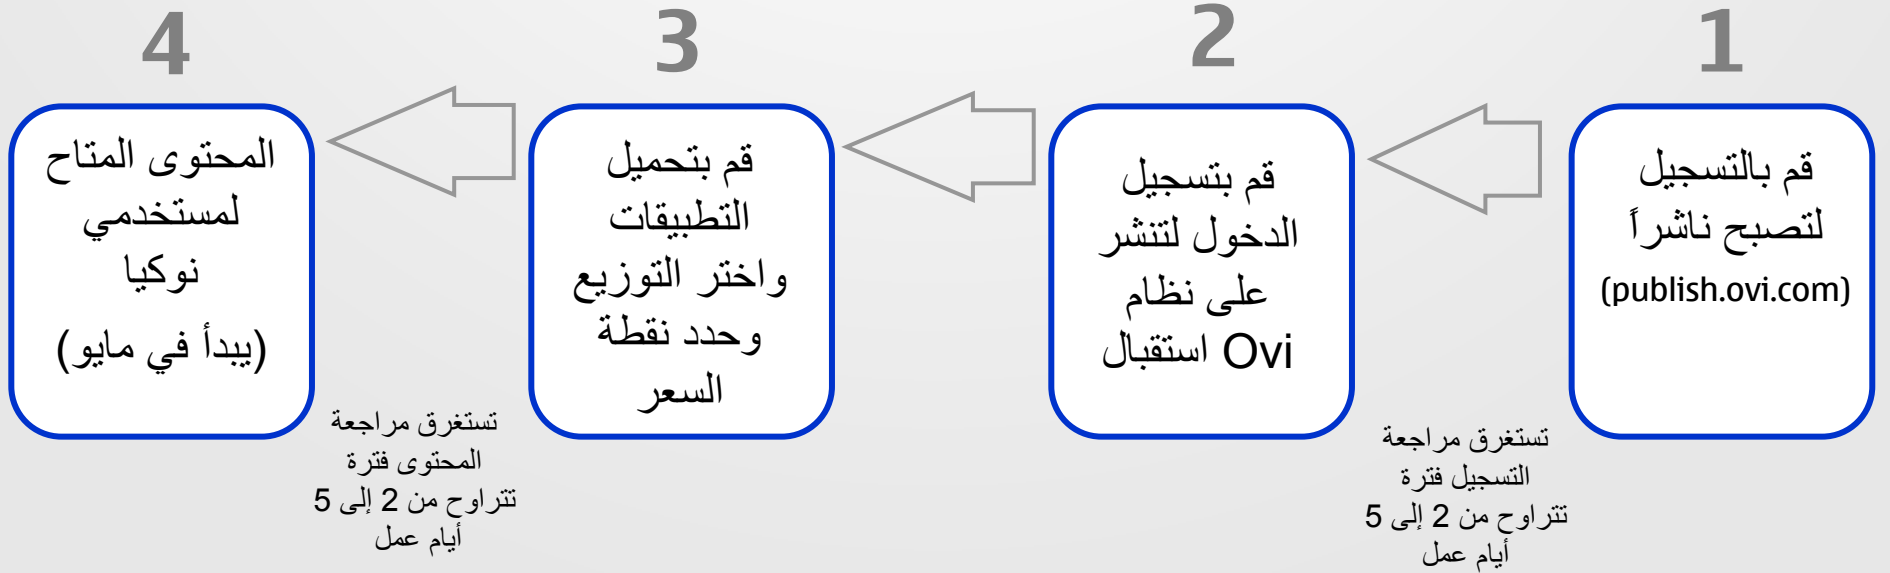 1
قم بالتسجيل
لتصبح ناشراً
(publish.ovi.com)
تستغرق مراجعة
التسجيل فترة
تتراوح من 2 إلى 5
أيام عمل
2
قم بتسجيل
الدخول لتنشر
على نظام
استقبال Ovi
3
قم بتحميل
التطبيقات
واختر التوزيع
وحدد نقطة
السعر
تستغرق مراجعة
المحتوى فترة
تتراوح من 2 إلى 5
أيام عمل
4
المحتوى المتاح
لمستخدمي
نوكيا
(يبدأ في مايو)